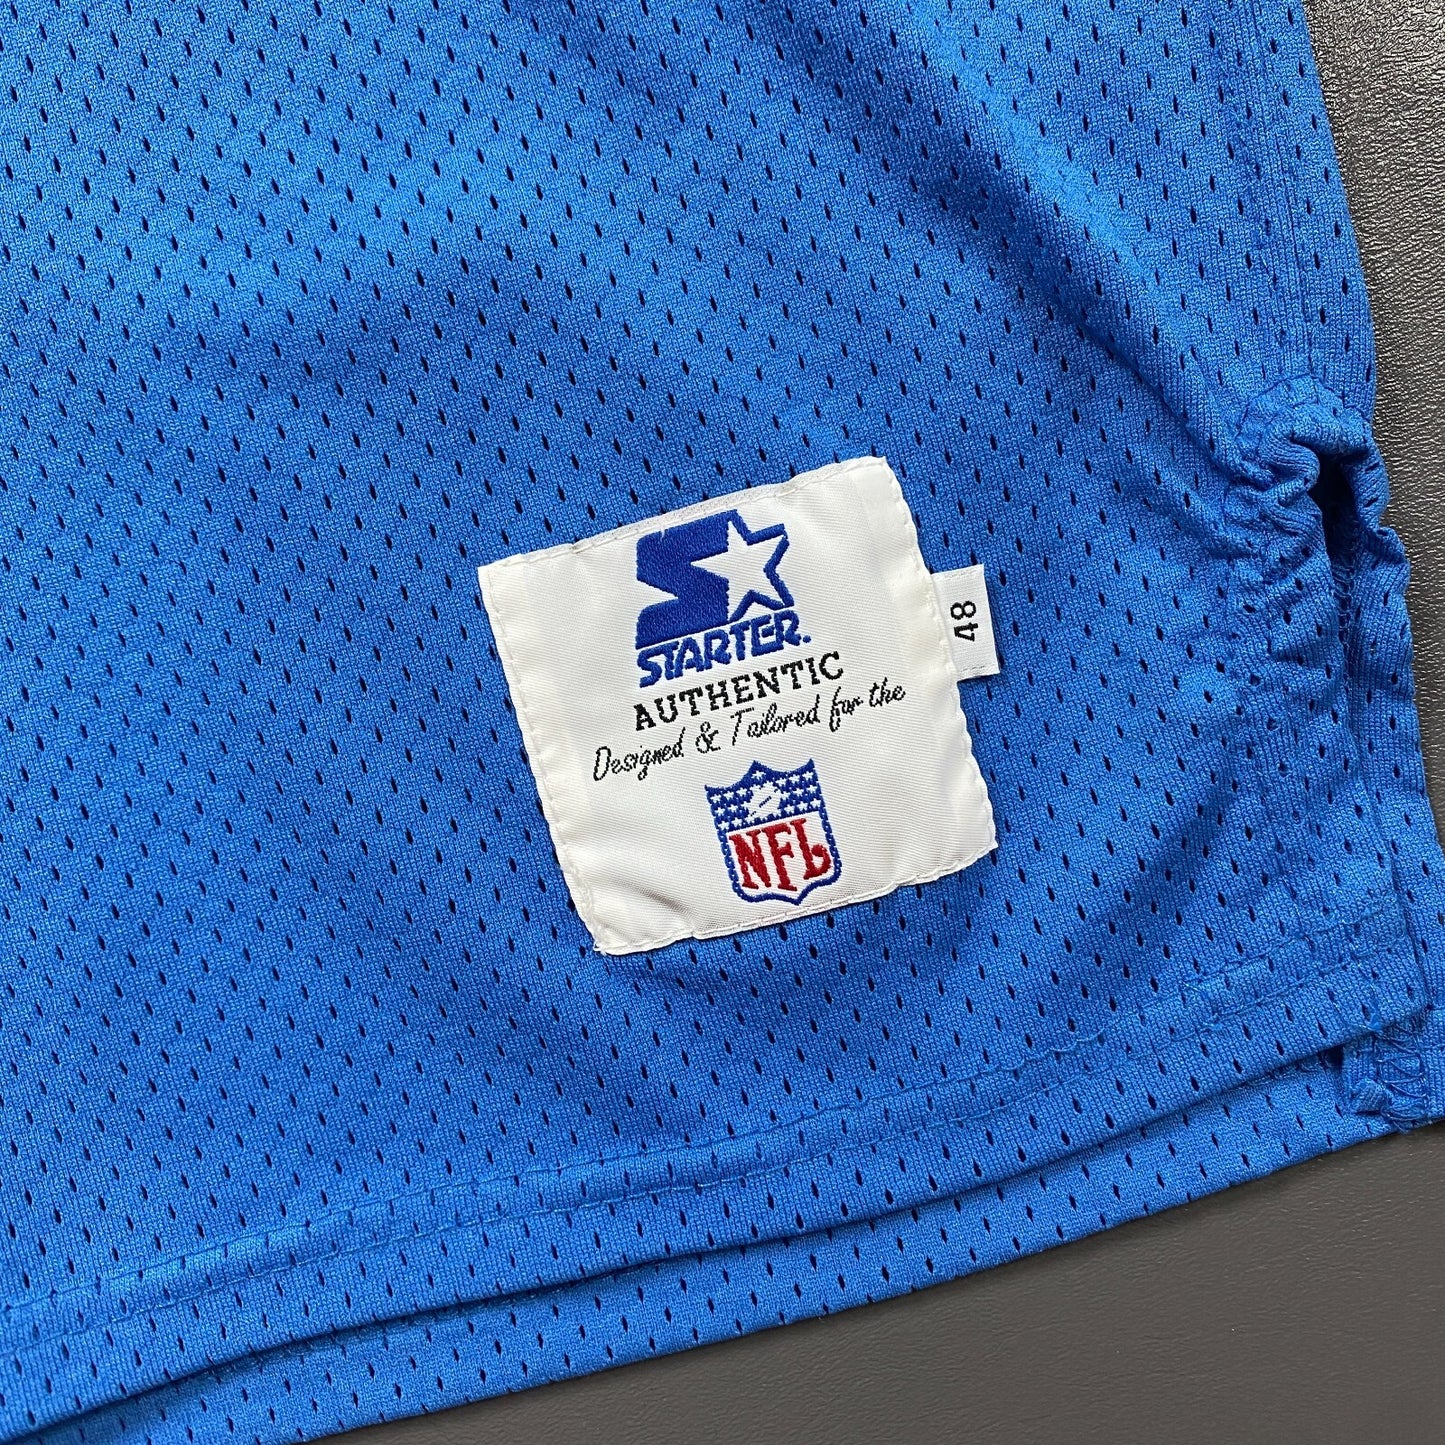 STARTER.
AUTHENTIC
Designed & Tailored for the
NFL
48